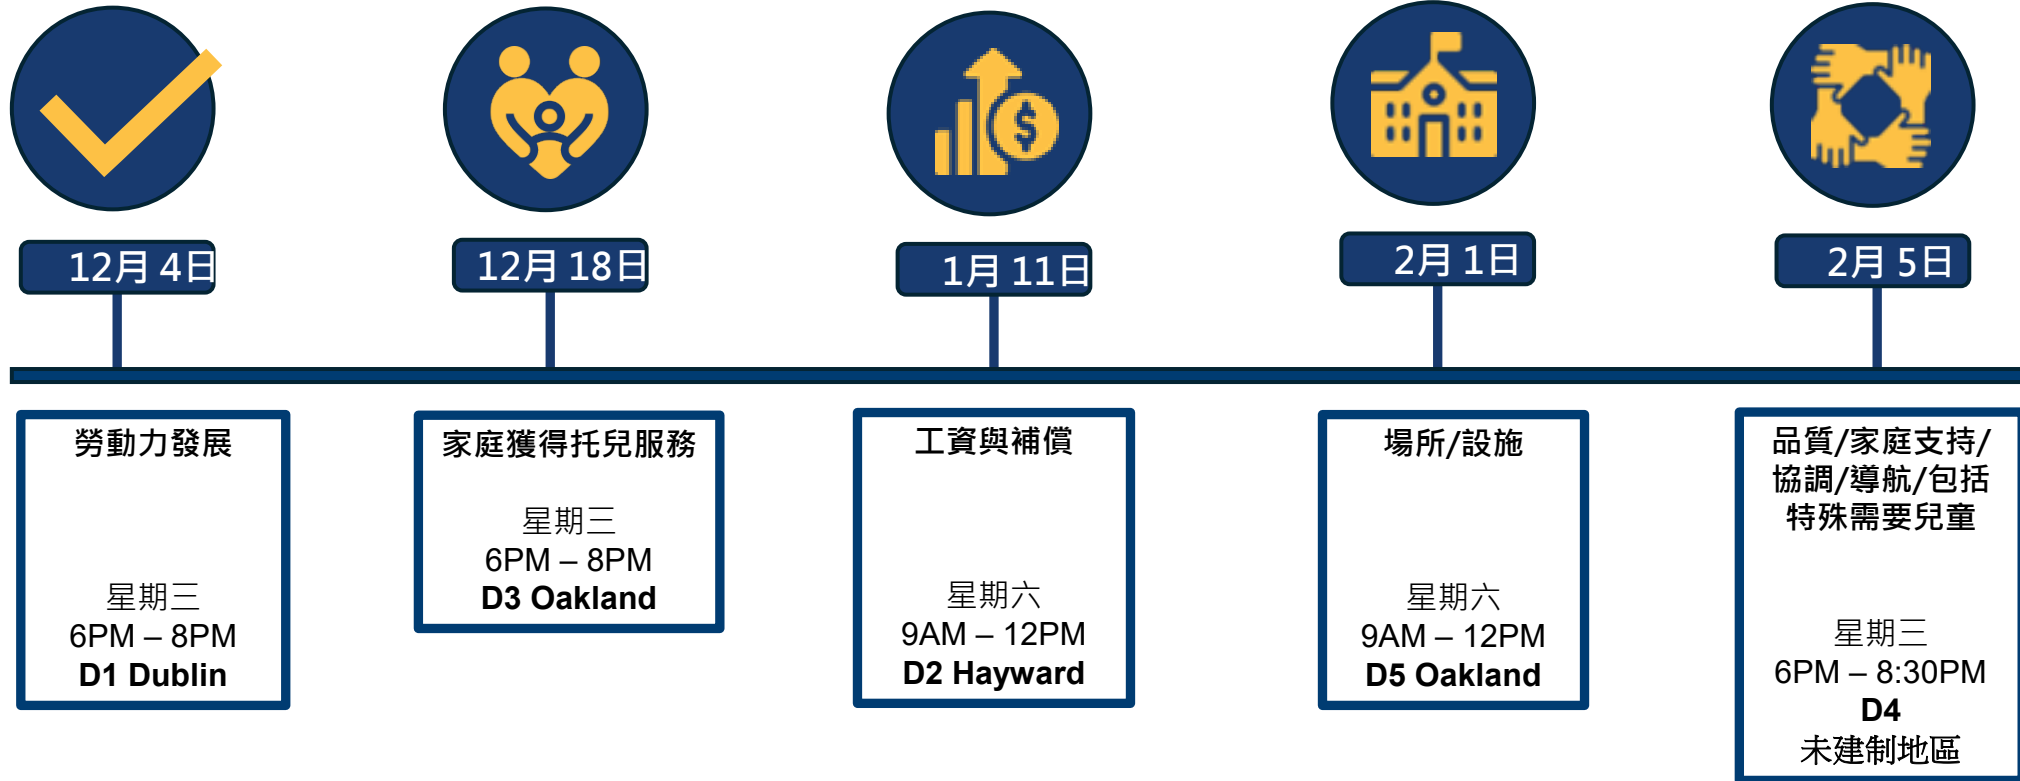 12月 4日
12月 18日
1月 11日
2月 1日
2月 5日
勞動力發展
星期三
6PM – 8PM
D1 Dublin
家庭獲得托兒服務
星期三
6PM – 8PM
D3 Oakland
工資與補償
星期六
9AM – 12PM
D2 Hayward
場所/設施
星期六
9AM – 12PM
D5 Oakland
品質/家庭支持/
協調/導航/包括
特殊需要兒童
星期三
6PM – 8:30PM
D4
未建制地區
$